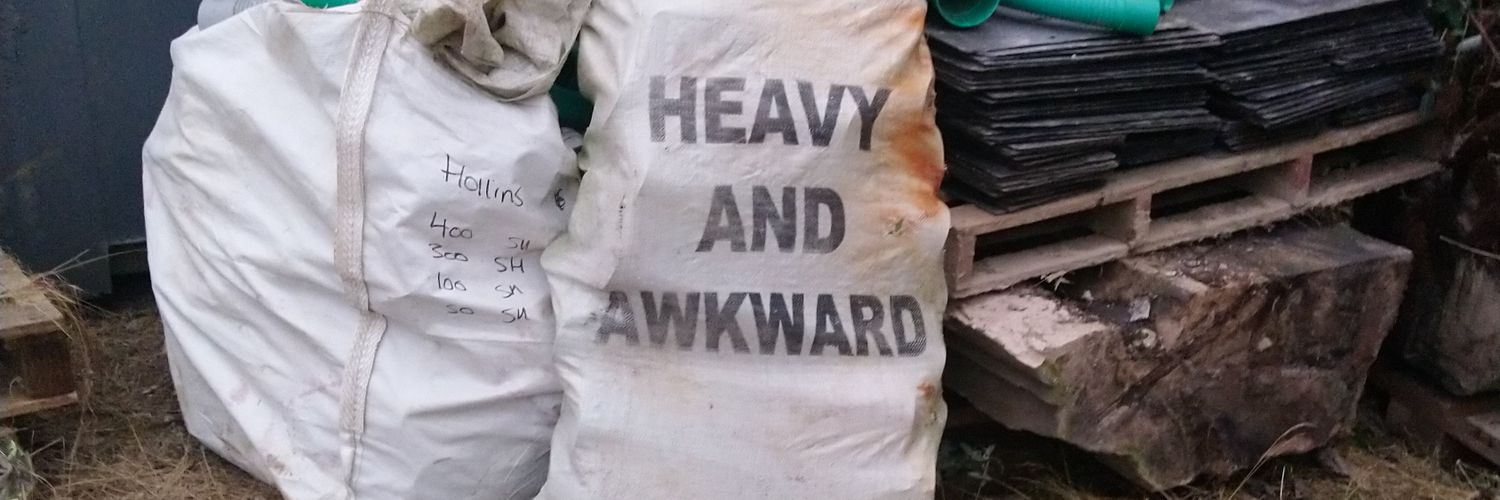 Hollins
400 SH
300 SH
100 SH
50 SH
HEAVY
AND
AWKWARD